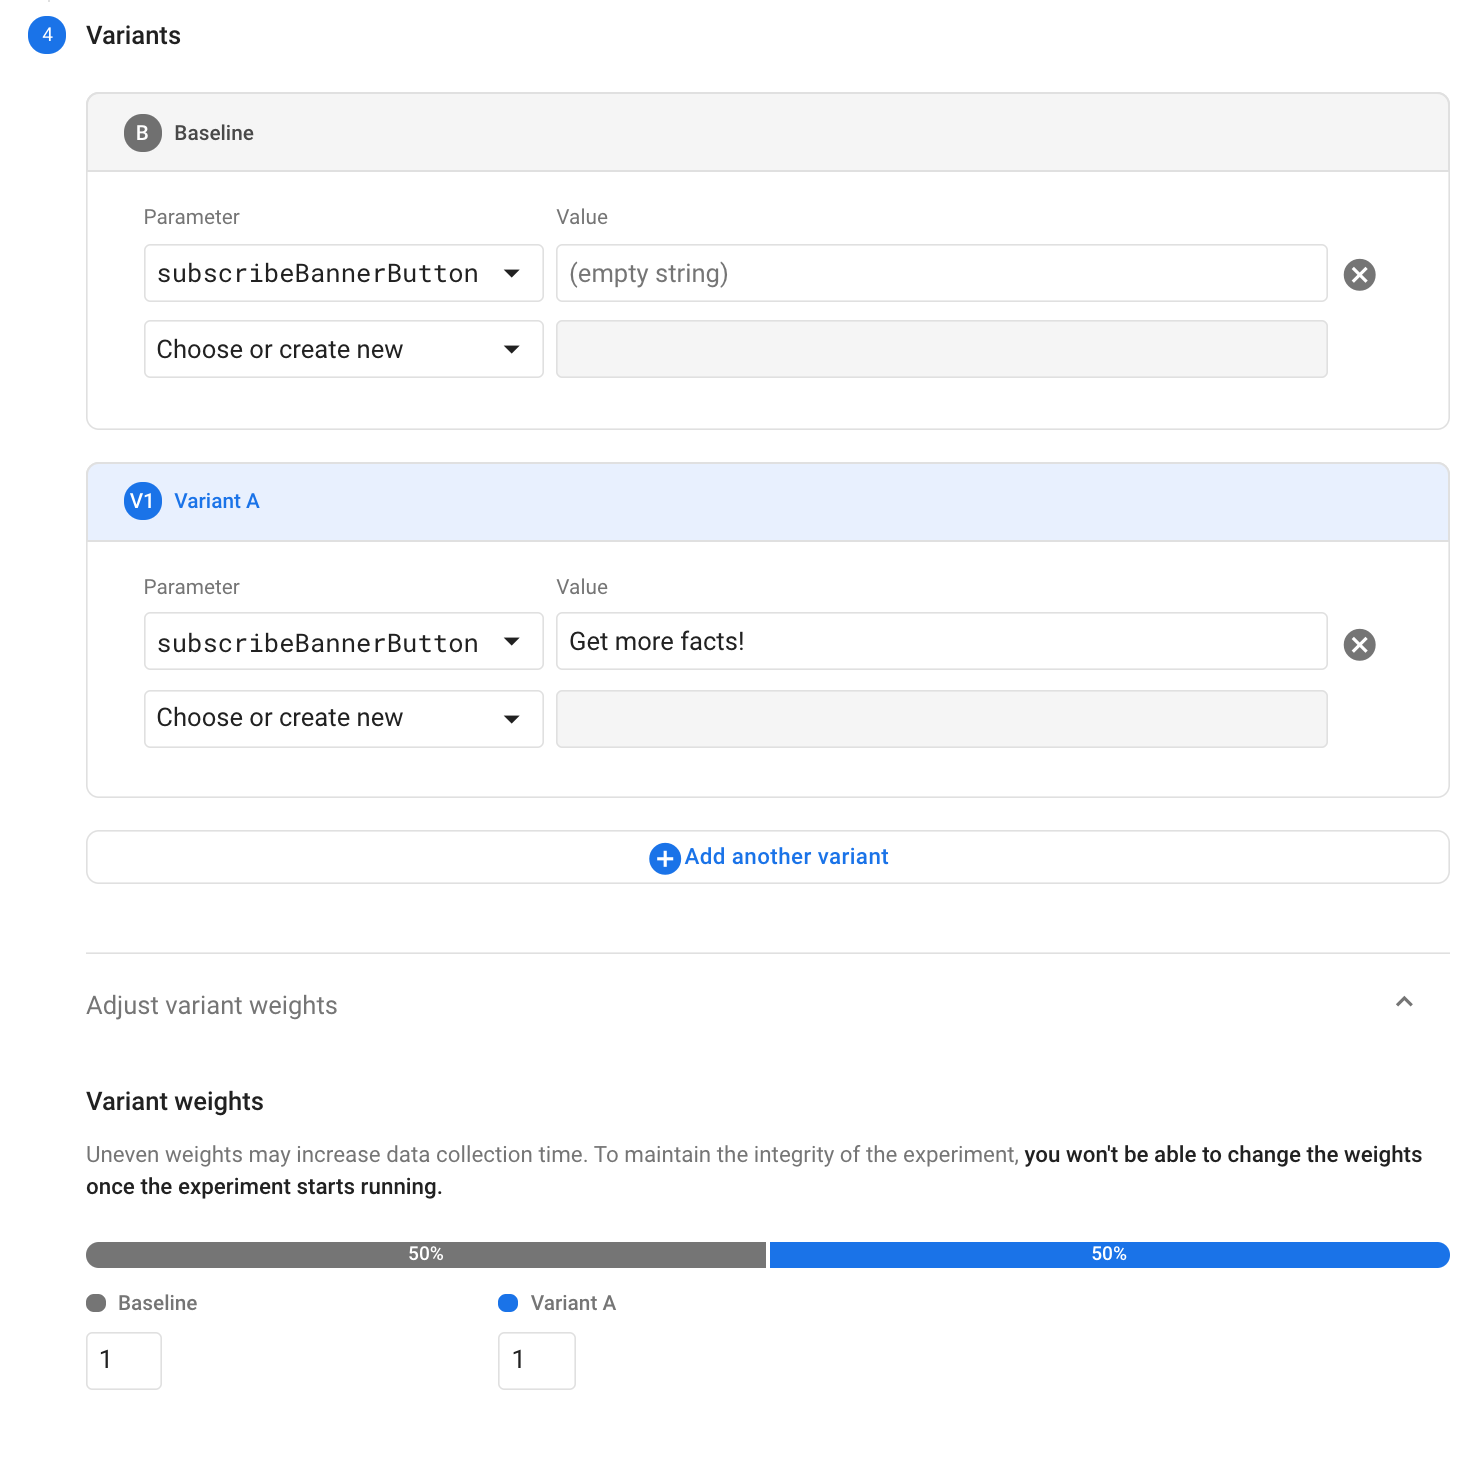 4 Variants
B Baseline
Parameter Value
subscribeBannerButton (empty string)
Choose or create new
V1 Variant A
Parameter Value
subscribeBannerButton Get more facts!
Choose or create new
Add another variant
Adjust variant weights
Variant weights
Uneven weights may increase data collection time. To maintain the integrity of the experiment, you won't be able to change the weights
once the experiment starts running.
50% 50%
Baseline Variant A
1 1